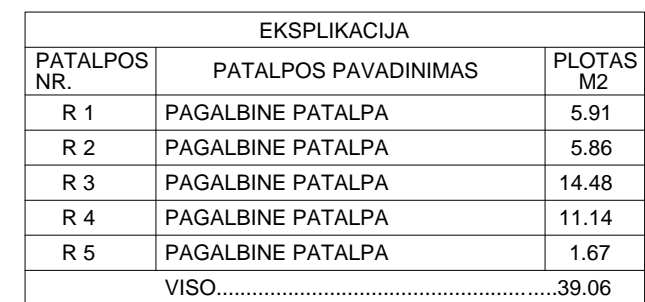 EKSPLIKACIJA
PATALPOS NR. PATALPOS PAVADINIMAS PLOTAS M2
R 1 PAGALBINE PATALPA 5.91
R 2 PAGALBINE PATALPA 5.86
R 3 PAGALBINE PATALPA 14.48
R 4 PAGALBINE PATALPA 11.14
R 5 PAGALBINE PATALPA 1.67
VISO..........................................................39.06